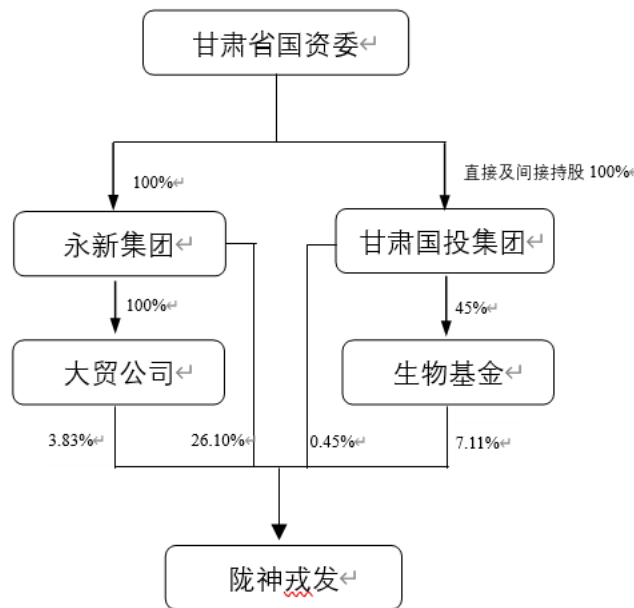 甘肃省国资委
100%
直接及间接持股 100%
永新集团
甘肃国投集团
100%
45%
大贸公司
生物基金
3.83%
26.10%
0.45%
7.11%
陇神戎发